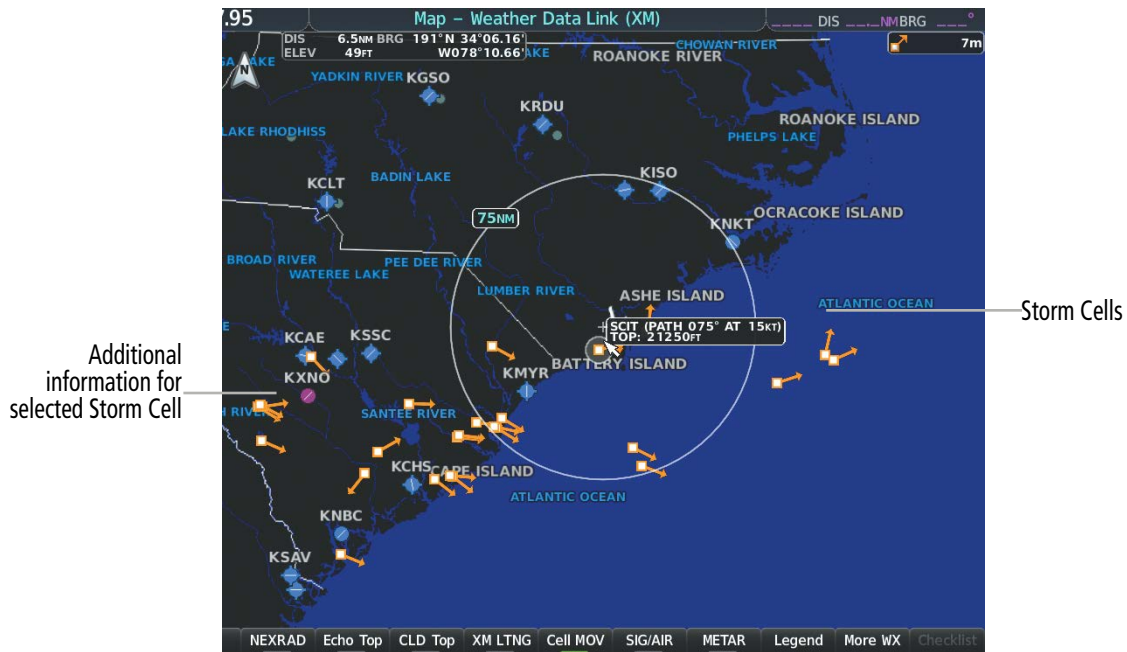 .95
Map – Weather Data Link (XM)
____ DIS __._NM BRG ___°
DIS 6.5NM BRG 191° N 34°06.16'
ELEV 49FT W078°10.66'
7m
N
CHOWAN RIVER
ROANOKE RIVER
YADKIN RIVER
KGSO
KRDU
ROANOKE ISLAND
LAKE RHODHISS
PHELPS LAKE
KCLT
BADIN LAKE
KISO
75NM
KNKT
OCRACOKE ISLAND
BROAD RIVER
PEE DEE RIVER
WATEREE LAKE
LUMBER RIVER
ASHE ISLAND
ATLANTIC OCEAN
Storm Cells
SCIT (PATH 075° AT 15KT)
TOP: 21250FT
KCAE
KSSC
BATTERY ISLAND
KMYR
Additional
information for
selected Storm Cell
KXNO
SANTEE RIVER
KCHS
CAPE ISLAND
ATLANTIC OCEAN
KNBC
KSAV
NEXRAD Echo Top CLD Top XM LTNG Cell MOV SIG/AIR METAR Legend More WX Checklist